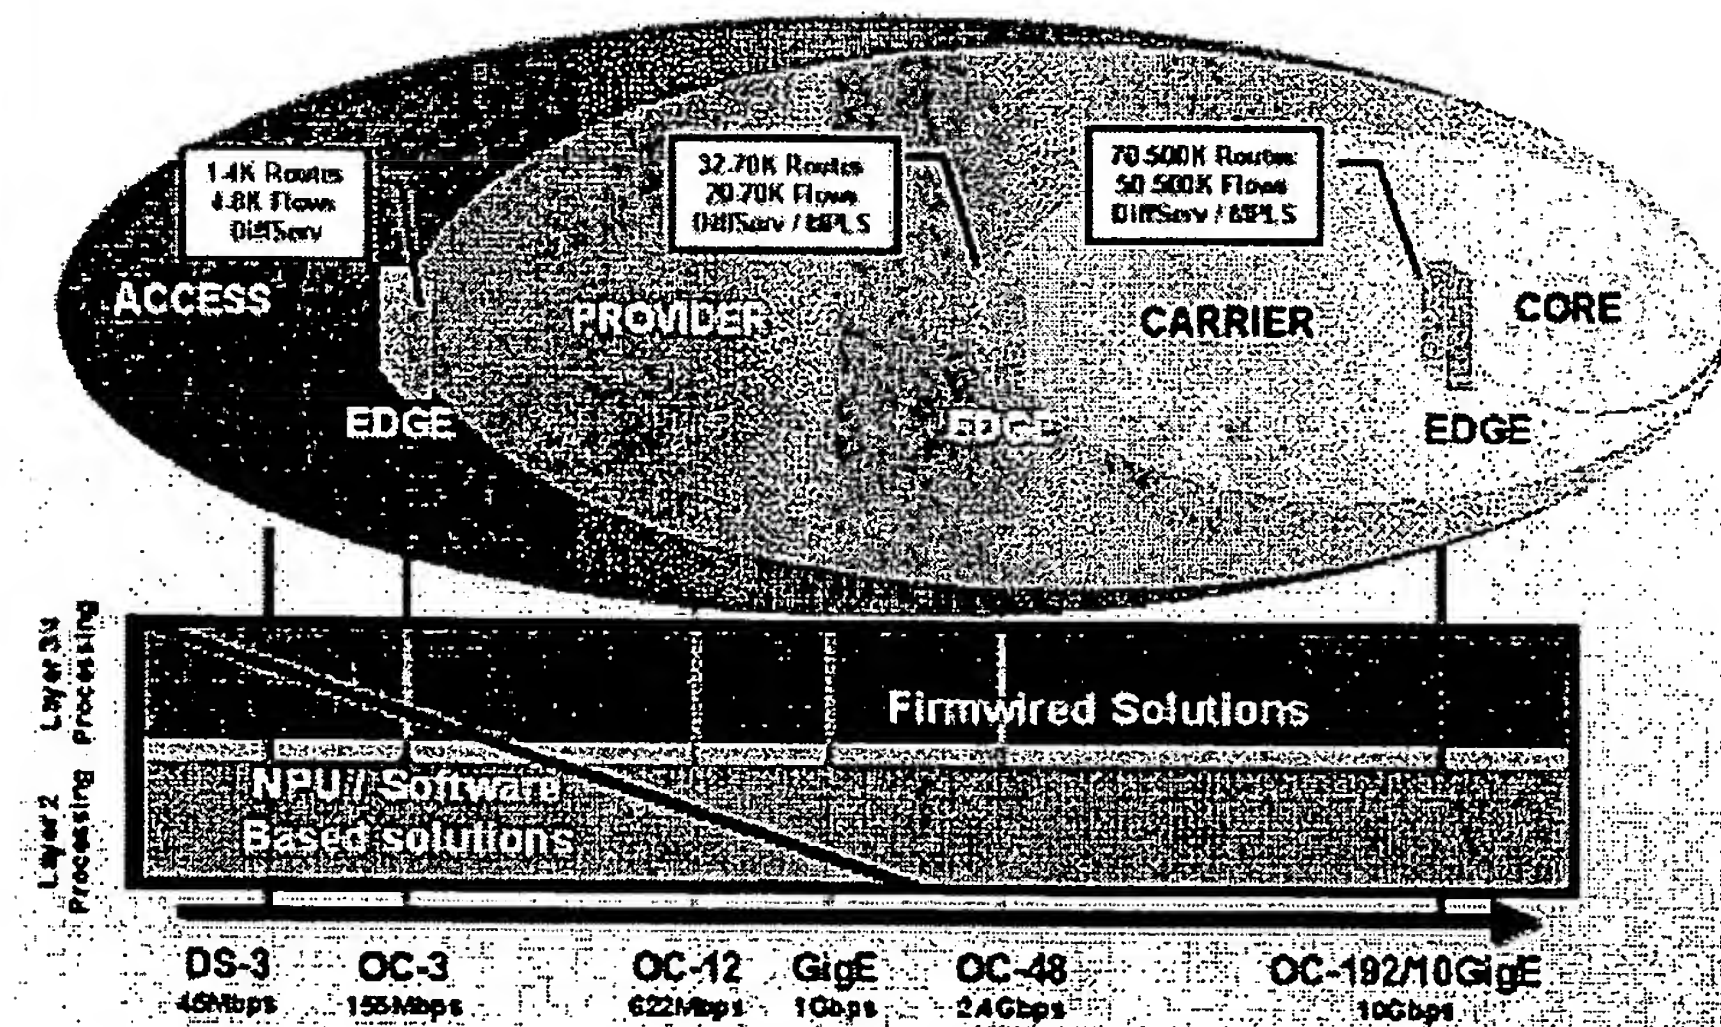 1-4K Routes
4-8K Flows
DiffServ
32-70K Routes
20-70K Flows
DiffServ / MPLS
70-500K Routes
50-500K Flows
DiffServ / MPLS
ACCESS
PROVIDER
CARRIER
CORE
EDGE
EDGE
EDGE
Layer 3/4
Processing
Firmwired Solutions
Layer 2
Processing
NPU / Software
Based solutions
DS-3
45Mbps
OC-3
155Mbps
OC-12
622Mbps
GigE
1Gbps
OC-48
2.4Gbps
OC-192/10GigE
10Gbps